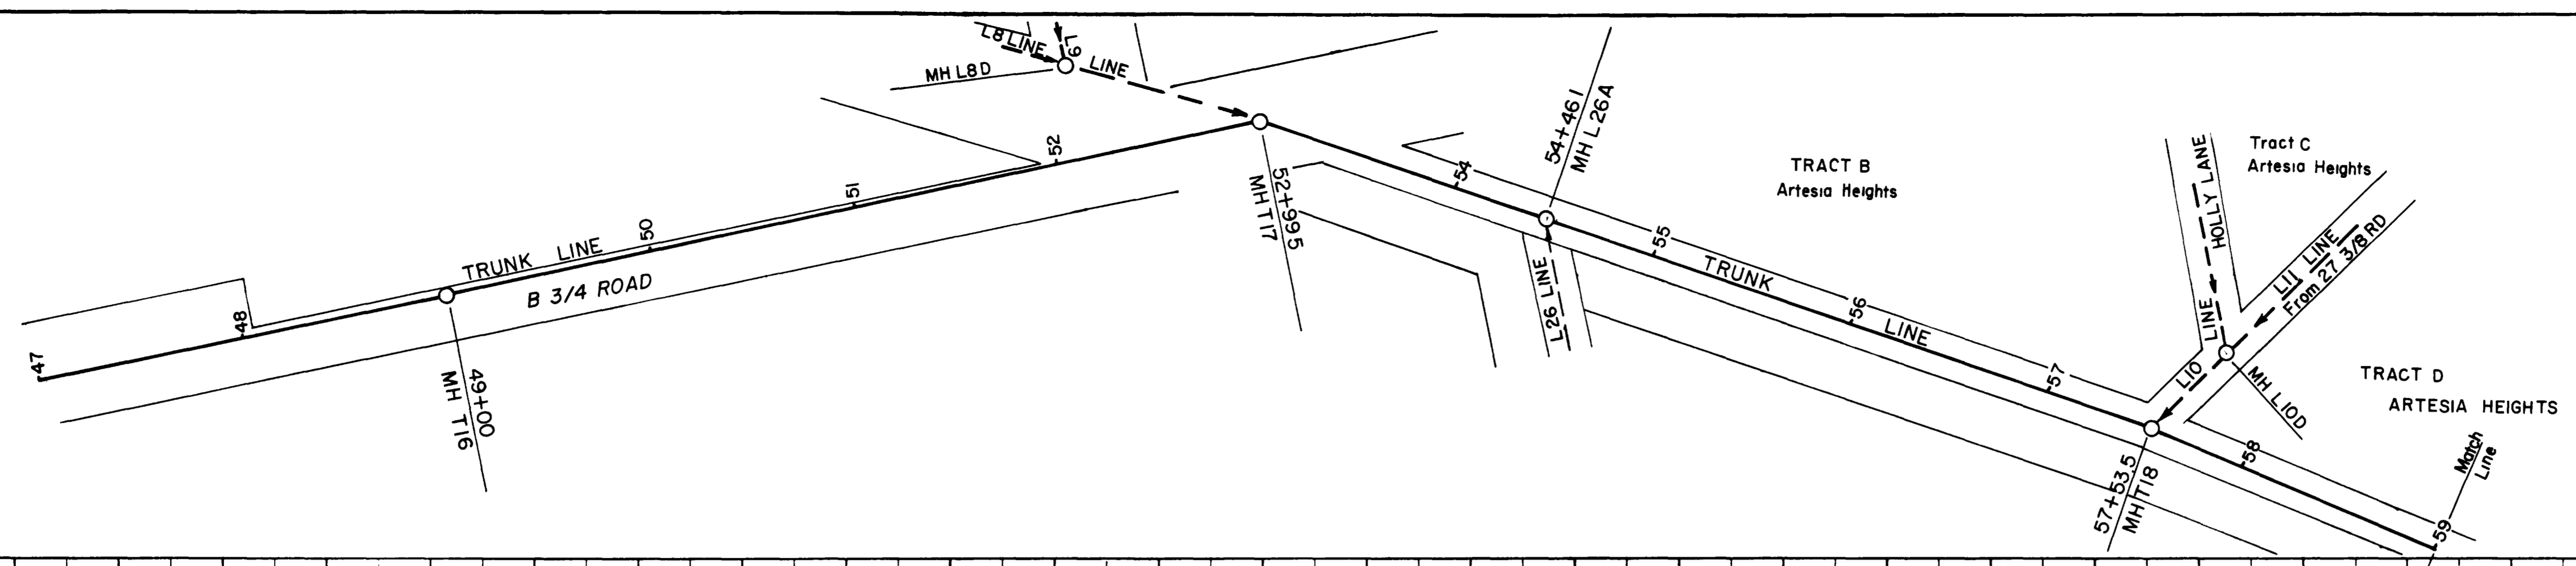 L8 LINE
L9
LINE
MH L8D
47
48
TRUNK LINE
B 3/4 ROAD
49+00
MH T16
50
51
52
52+99 5
MH T17
54
54+46 1
MH L26A
L26 LINE
55
TRUNK LINE
56
57
TRACT B
Artesia Heights
HOLLY LANE
LINE
Tract C
Artesia Heights
L11 LINE
From 27 3/8 RD
L10
MH L10D
57+53.5
MH T18
TRACT D
ARTESIA HEIGHTS
58
Match
Line
59